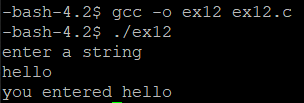 -bash-4.2$ gcc -o ex12 ex12.c
-bash-4.2$ ./ex12
enter a string
hello
you entered hello